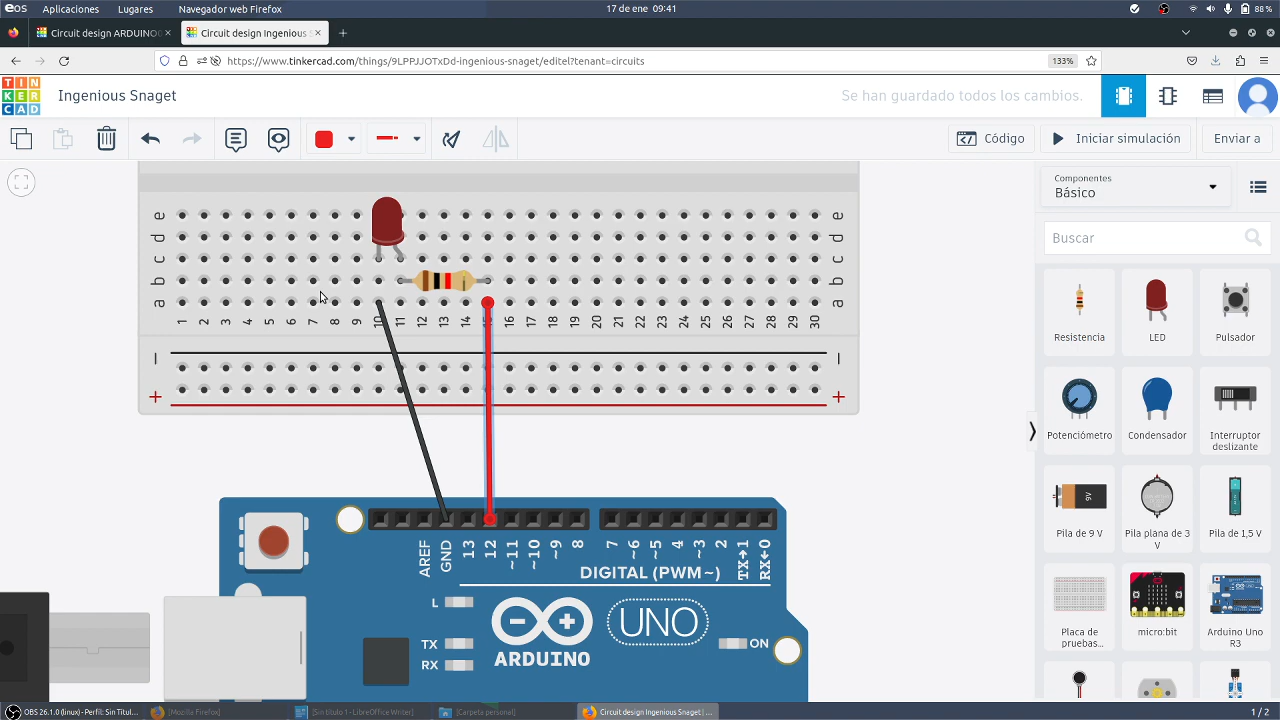 eos Aplicaciones Lugares Navegador web Firefox 17 de ene 09:41 88 %
Circuit design ARDUINO × Circuit design Ingenious S × +
https://www.tinkercad.com/things/9LPPJJOTxDd-ingenious-snaget/editel?tenant=circuits 133%
TIN
KER
CAD
Ingenious Snaget Se han guardado todos los cambios.
Código Iniciar simulación Enviar a
Componentes
Básico
Buscar
Resistencia LED Pulsador
Potenciómetro Condensador Interruptor deslizante
Pila de 9 V Pila plana de 3 V Pila de 1,5 V
Placa de pruebas... micro:bit Arduino Uno R3
e e
d d
c c
b b
a a
1 2 3 4 5 6 7 8 9 10 11 12 13 14 15 16 17 18 19 20 21 22 23 24 25 26 27 28 29 30
— —
+ +
AREF GND 13 12 ~11 ~10 ~9 8 7 ~6 ~5 4 ~3 2 TX→1 RX←0
DIGITAL (PWM~)
L
TX
RX
UNO
ARDUINO
ON
OBS 26.1.0 (linux) - Perfil: Sin Títul... [Mozilla Firefox] [Sin título 1 - LibreOffice Writer] [Carpeta personal] Circuit design Ingenious Snaget |... 1 / 2